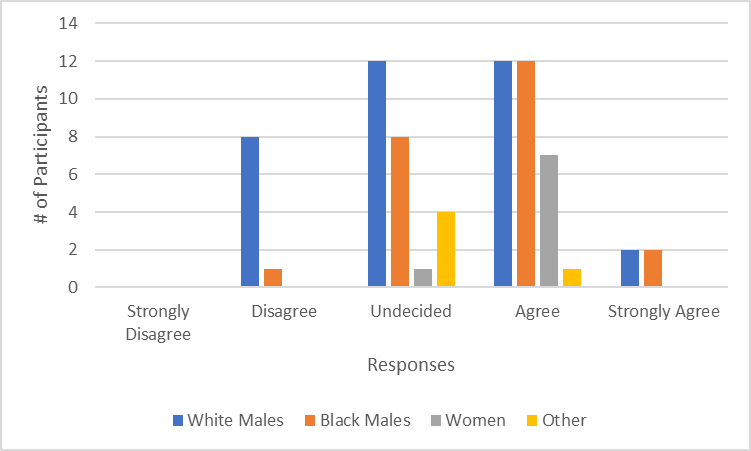 14
12
10
8
6
4
2
0
# of Participants
Strongly
Disagree
Disagree
Undecided
Agree
Strongly Agree
Responses
White Males
Black Males
Women
Other